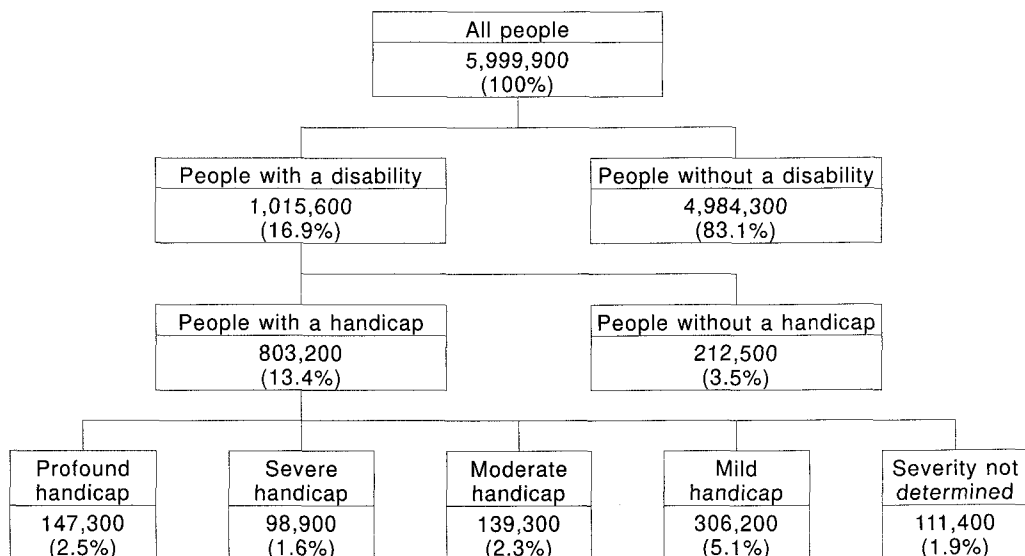 All people
5,999,900
(100%)
People with a disability
1,015,600
(16.9%)
People without a disability
4,984,300
(83.1%)
People with a handicap
803,200
(13.4%)
People without a handicap
212,500
(3.5%)
Profound
handicap
147,300
(2.5%)
Severe
handicap
98,900
(1.6%)
Moderate
handicap
139,300
(2.3%)
Mild
handicap
306,200
(5.1%)
Severity not
determined
111,400
(1.9%)